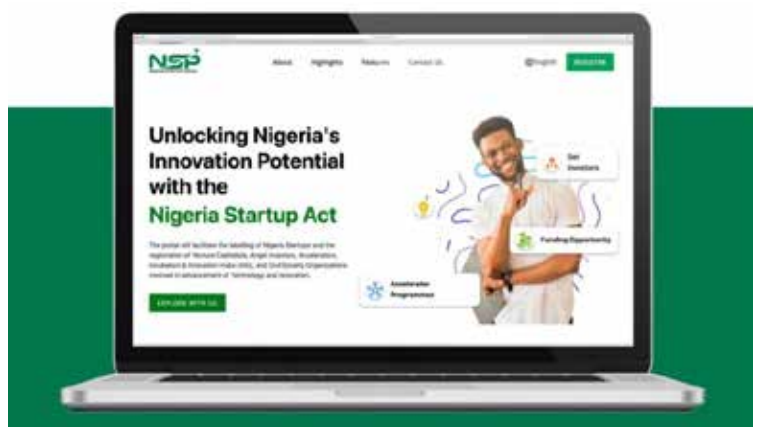 NSP
About Highlights Features Contact Us English REGISTER
Unlocking Nigeria's
Innovation Potential
with the
Nigeria Startup Act
The portal will facilitate the labelling of Nigeria Startups and the
registration of Venture Capitalists, Angel Investors, Accelerators,
Incubators & Innovation Hubs and Civil Society Organizations
involved in advancement of Technology and Innovation.
EXPLORE WITH US
Get
Investors
Funding Opportunity
Accelerator
Programmes